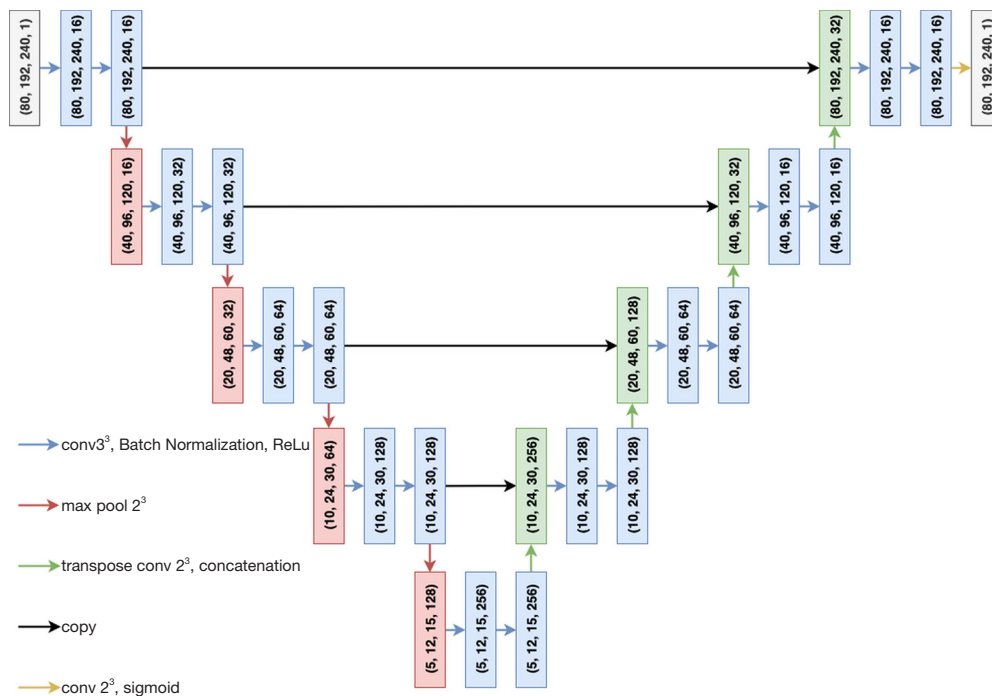 (80, 192, 240, 1)
(80, 192, 240, 16)
(80, 192, 240, 16)
(80, 192, 240, 32)
(80, 192, 240, 16)
(80, 192, 240, 16)
(80, 192, 240, 1)
(40, 96, 120, 16)
(40, 96, 120, 32)
(40, 96, 120, 32)
(40, 96, 120, 32)
(40, 96, 120, 16)
(40, 96, 120, 16)
(20, 48, 60, 32)
(20, 48, 60, 64)
(20, 48, 60, 64)
(20, 48, 60, 128)
(20, 48, 60, 64)
(20, 48, 60, 64)
(10, 24, 30, 64)
(10, 24, 30, 128)
(10, 24, 30, 128)
(10, 24, 30, 256)
(10, 24, 30, 128)
(10, 24, 30, 128)
(5, 12, 15, 128)
(5, 12, 15, 256)
(5, 12, 15, 256)
conv3³, Batch Normalization, ReLu
max pool 2³
transpose conv 2³, concatenation
copy
conv 2³, sigmoid